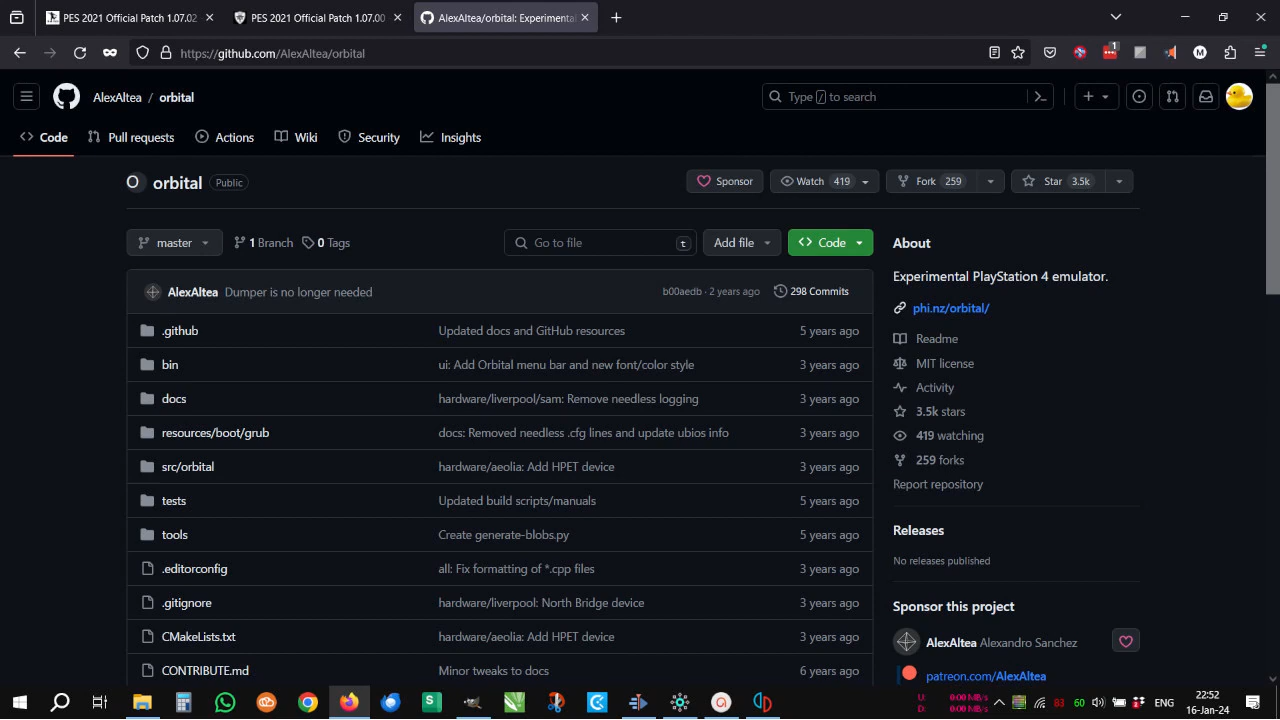 PES 2021 Official Patch 1.07.02
PES 2021 Official Patch 1.07.00
AlexAltea/orbital: Experimental
https://github.com/AlexAltea/orbital
1
M
AlexAltea / orbital
Type / to search
Code
Pull requests
Actions
Wiki
Security
Insights
O orbital Public
Sponsor
Watch 419
Fork 259
Star 3.5k
master
1 Branch
0 Tags
Go to file t
Add file
Code
AlexAltea Dumper is no longer needed b00aedb · 2 years ago 298 Commits
.github Updated docs and GitHub resources 5 years ago
bin ui: Add Orbital menu bar and new font/color style 3 years ago
docs hardware/liverpool/sam: Remove needless logging 3 years ago
resources/boot/grub docs: Removed needless .cfg lines and update ubios info 3 years ago
src/orbital hardware/aeolia: Add HPET device 3 years ago
tests Updated build scripts/manuals 5 years ago
tools Create generate-blobs.py 5 years ago
.editorconfig all: Fix formatting of *.cpp files 3 years ago
.gitignore hardware/liverpool: North Bridge device 3 years ago
CMakeLists.txt hardware/aeolia: Add HPET device 3 years ago
CONTRIBUTE.md Minor tweaks to docs 6 years ago
About
Experimental PlayStation 4 emulator.
phi.nz/orbital/
Readme
MIT license
Activity
3.5k stars
419 watching
259 forks
Report repository
Releases
No releases published
Sponsor this project
AlexAltea Alexandro Sanchez
patreon.com/AlexAltea
U: 0.00 MB/s
D: 0.00 MB/s
83 60 ENG
22:52
16-Jan-24